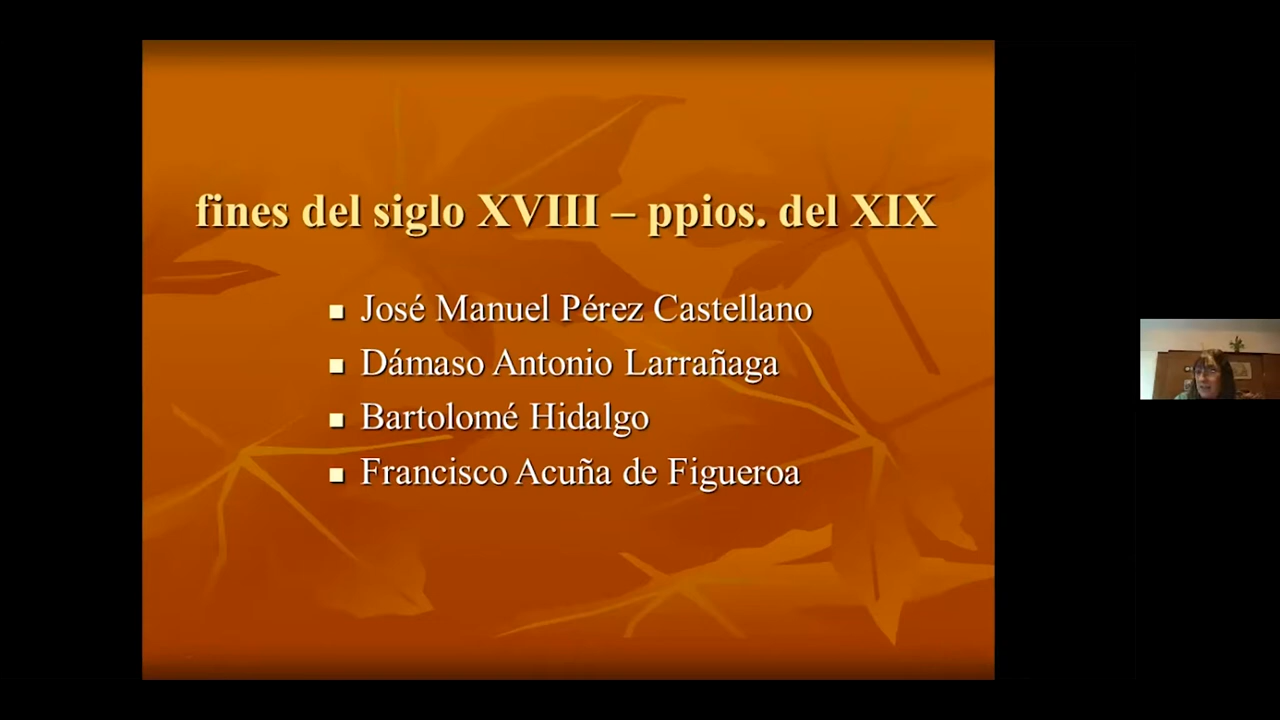 fines del siglo XVIII – ppios. del XIX
José Manuel Pérez Castellano
Dámaso Antonio Larrañaga
Bartolomé Hidalgo
Francisco Acuña de Figueroa